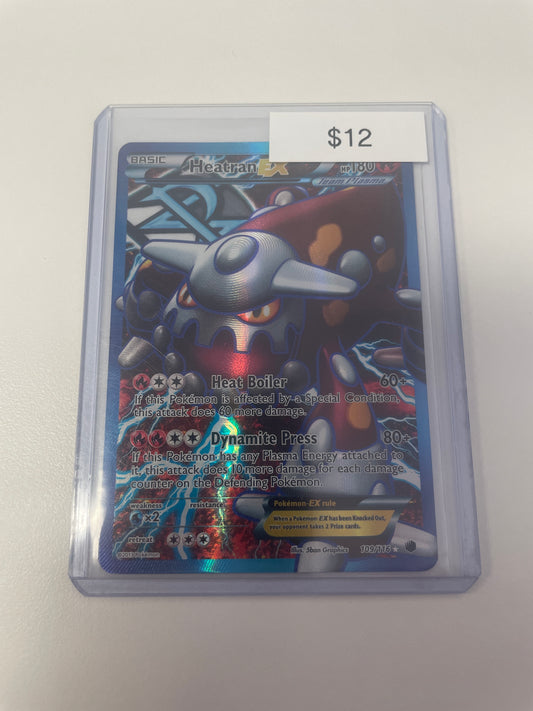 $12
BASIC
Heatran EX
HP 180
Team Plasma
Heat Boiler 60+
If this Pokémon is affected by a Special Condition,
this attack does 60 more damage.
Dynamite Press 80+
If this Pokémon has any Plasma Energy attached to
it, this attack does 10 more damage for each damage
counter on the Defending Pokémon.
weakness resistance
×2
Pokémon-EX rule
When a Pokémon-EX has been Knocked Out,
your opponent takes 2 Prize cards.
retreat
©2013 Pokémon
Illus. 5ban Graphics
109/116